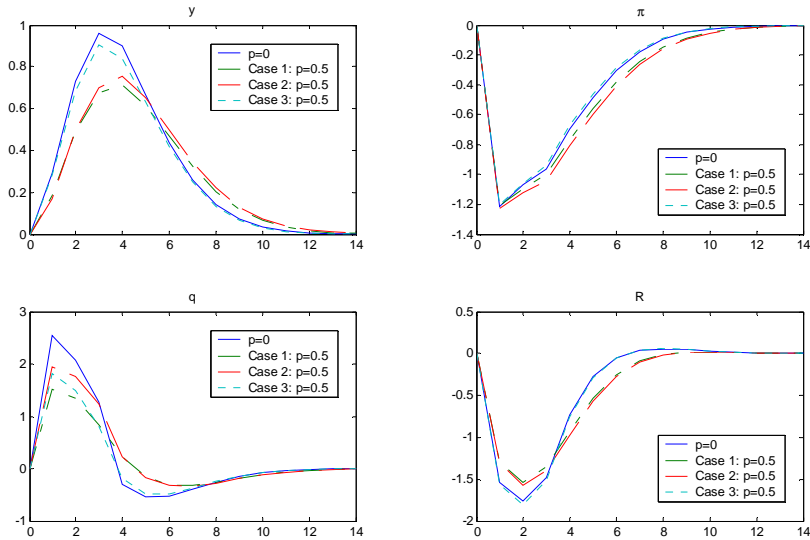 y
1
0.8
0.6
0.4
0.2
0
0 2 4 6 8 10 12 14
p=0
Case 1: p=0.5
Case 2: p=0.5
Case 3: p=0.5
π
0
-0.2
-0.4
-0.6
-0.8
-1
-1.2
-1.4
0 2 4 6 8 10 12 14
p=0
Case 1: p=0.5
Case 2: p=0.5
Case 3: p=0.5
q
3
2
1
0
-1
0 2 4 6 8 10 12 14
p=0
Case 1: p=0.5
Case 2: p=0.5
Case 3: p=0.5
R
0.5
0
-0.5
-1
-1.5
-2
0 2 4 6 8 10 12 14
p=0
Case 1: p=0.5
Case 2: p=0.5
Case 3: p=0.5